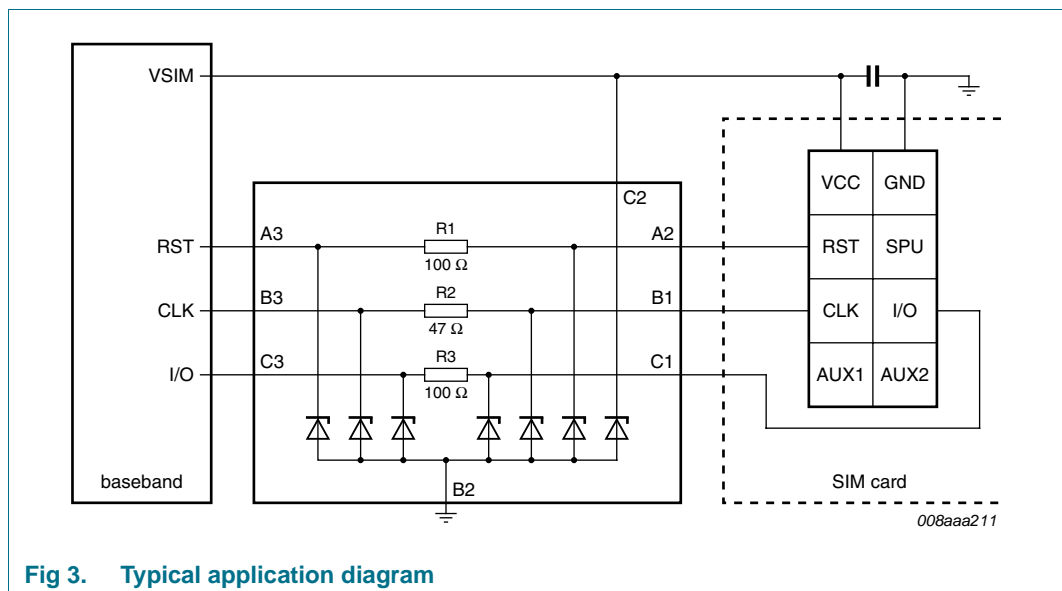 VSIM
C2
VCC GND
A3 R1 A2
RST RST SPU
100 Ω
B3 R2 B1
CLK CLK I/O
47 Ω
C3 R3 C1
I/O AUX1 AUX2
100 Ω
baseband B2 SIM card
008aaa211
Fig 3. Typical application diagram